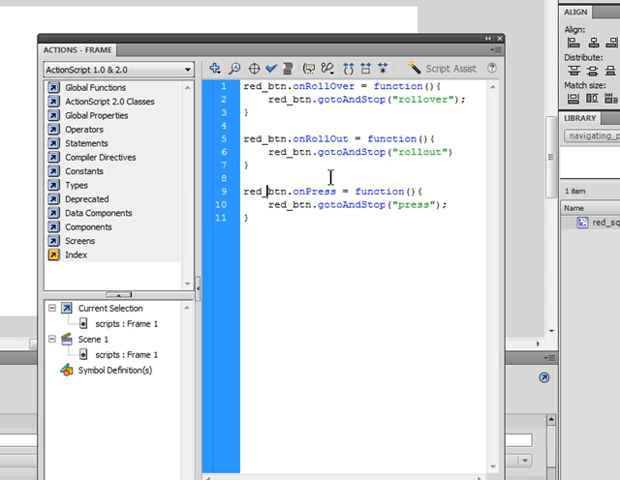 ACTIONS - FRAME
ActionScript 1.0 & 2.0
Global Functions
ActionScript 2.0 Classes
Global Properties
Operators
Statements
Compiler Directives
Constants
Types
Deprecated
Data Components
Components
Screens
Index
Current Selection
scripts : Frame 1
Scene 1
scripts : Frame 1
Symbol Definition(s)
Script Assist
1 red_btn.onRollOver = function(){
2 red_btn.gotoAndStop("rollover");
3 }
4
5 red_btn.onRollOut = function(){
6 red_btn.gotoAndStop("rollout")
7 }
8
9 red_btn.onPress = function(){
10 red_btn.gotoAndStop("press");
11 }
ALIGN
Align:
Distribute:
Match size:
LIBRARY
navigating_p
1 item
Name
red_sq